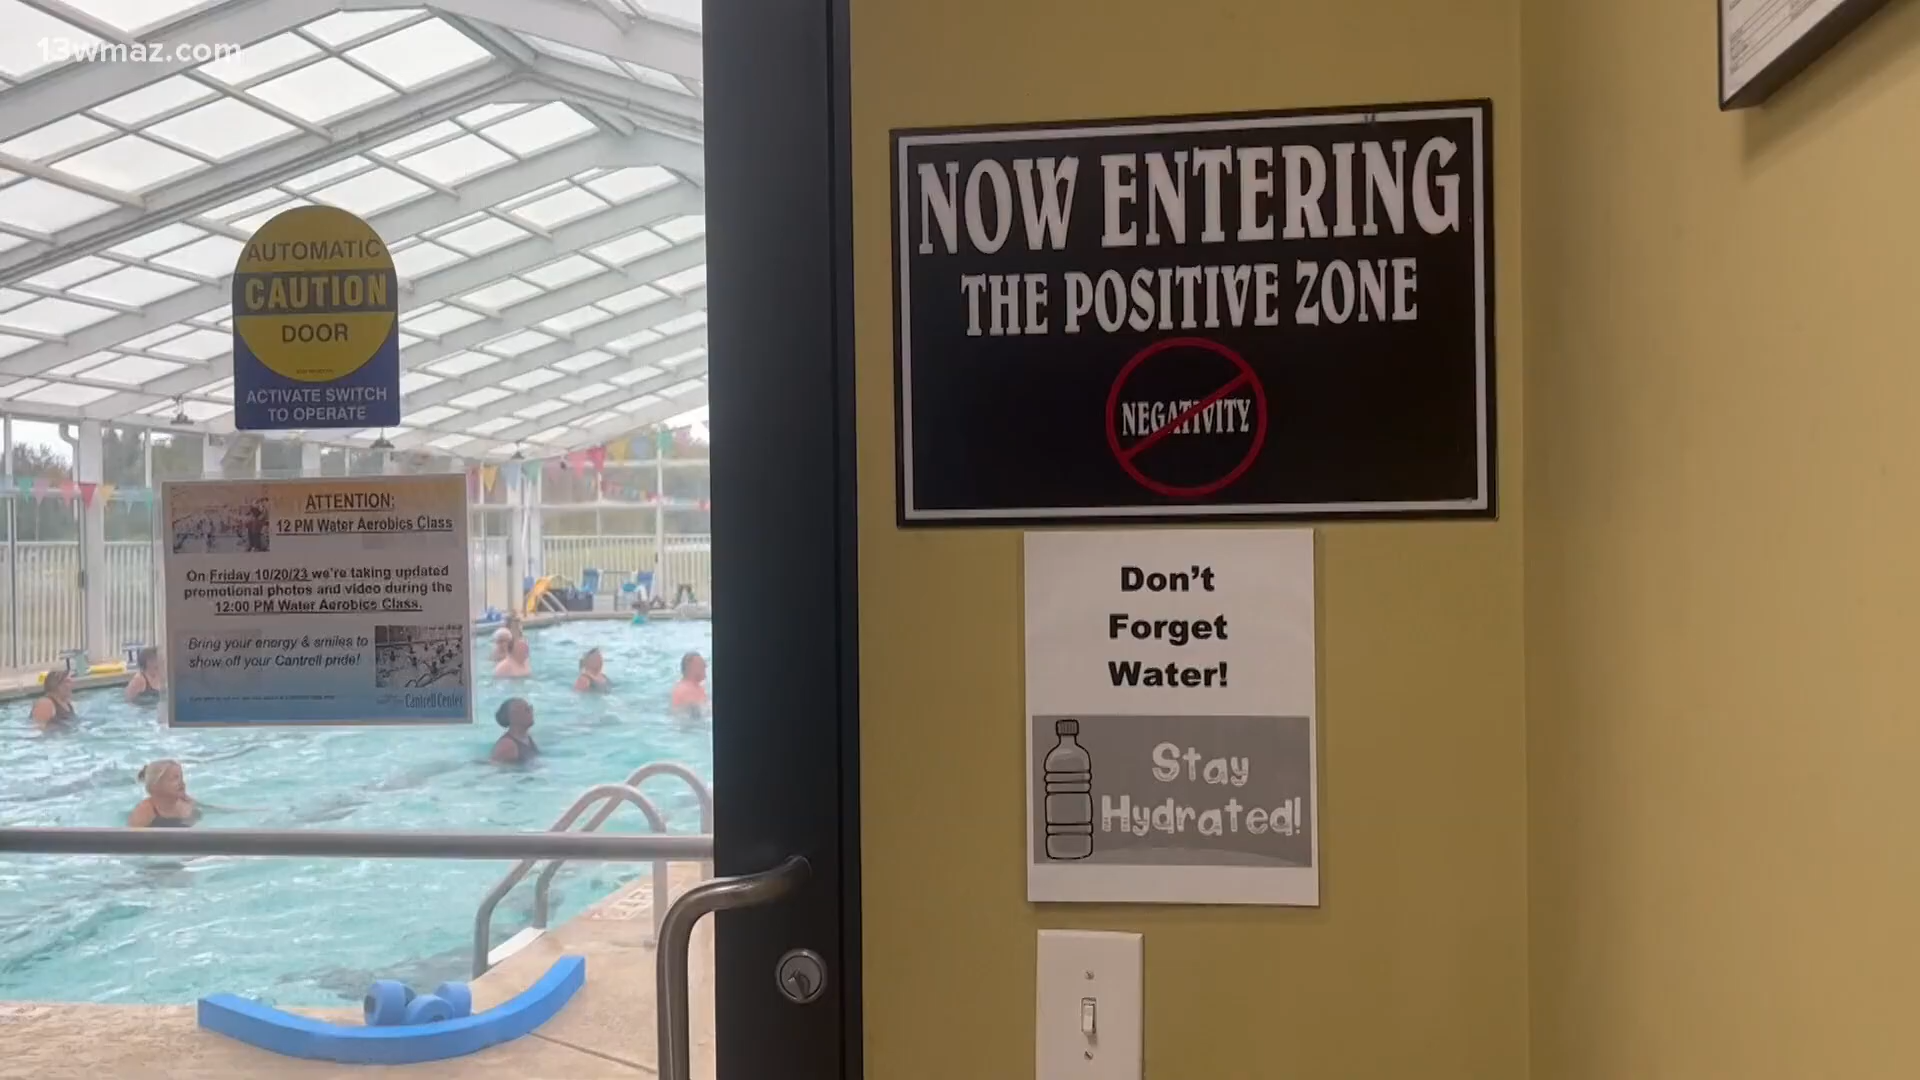 13wmaz.com
AUTOMATIC
CAUTION
DOOR
ACTIVATE SWITCH
TO OPERATE
ATTENTION:
12 PM Water Aerobics Class
On Friday 10/20/23 we're taking updated
promotional photos and video during the
12:00 PM Water Aerobics Class.
Bring your energy & smiles to
show off your Cantrell pride!
Cantrell Center
NOW ENTERING
THE POSITIVE ZONE
NEGATIVITY
Don't
Forget
Water!
Stay
Hydrated!